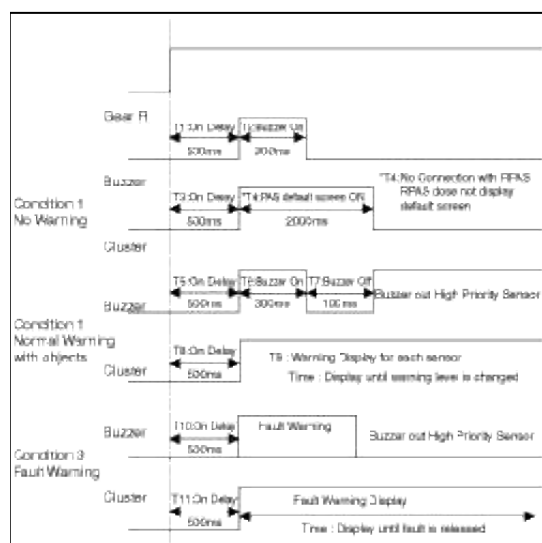 Gear R
T1:On Delay
T2:Buzzer On
500ms
300ms
Buzzer
Condition 1
No Warning
T3:On Delay
*T4:PAS default screen ON
500ms
2000ms
*T4:No Connection with RPAS
RPAS dose not display
default screen
Cluster
T5:On Delay
T6:Buzzer On
T7:Buzzer Off
500ms
300ms
100ms
Buzzer out High Priority Sensor
Buzzer
Condition 1
Normal Warning
with objects
T8:On Delay
500ms
T9 : Warning Display for each sensor
Time : Display until warning level is changed
Cluster
Buzzer
T10:On Delay
500ms
Fault Warning
Buzzer out High Priority Sensor
Condition 3
Fault Warning
Cluster
T11:On Delay
500ms
Fault Warning Display
Time : Display until fault is released